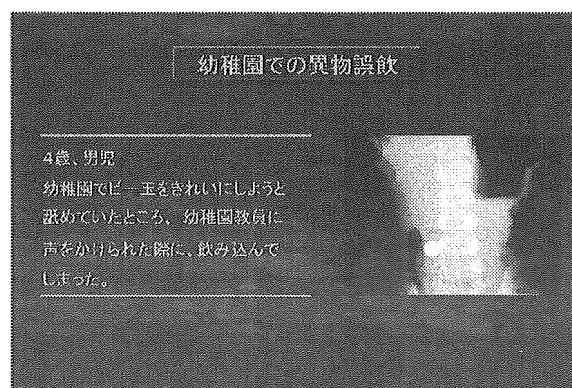 幼稚園での異物誤飲
4歳、男児
幼稚園でビー玉をきれいにしようと
舐めていたところ、幼稚園教員に
声をかけられた際に、飲み込んで
しまった。